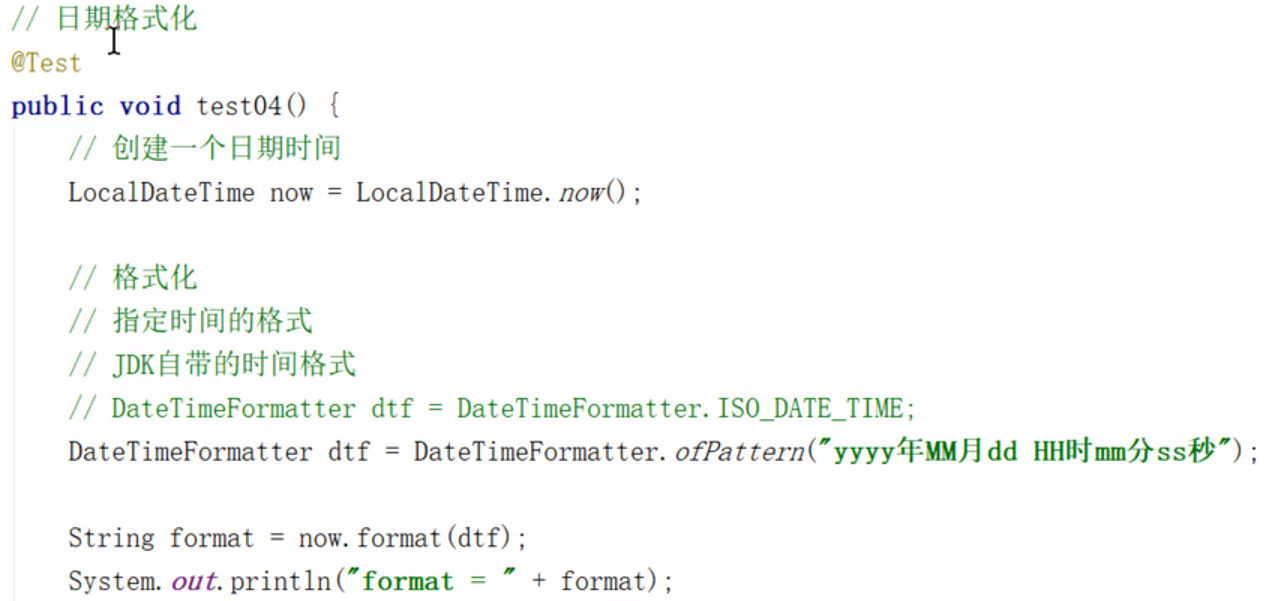 // 日期格式化
@Test
public void test04() {
// 创建一个日期时间
LocalDateTime now = LocalDateTime.now();
// 格式化
// 指定时间的格式
// JDK自带的时间格式
// DateTimeFormatter dtf = DateTimeFormatter.ISO_DATE_TIME;
DateTimeFormatter dtf = DateTimeFormatter.ofPattern("yyyy年MM月dd HH时mm分ss秒");
String format = now.format(dtf);
System.out.println("format = " + format);